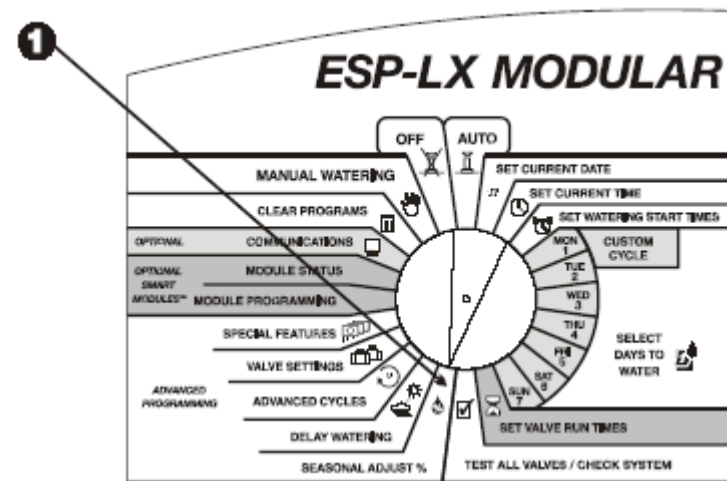 1
ESP-LX MODULAR
OFF
AUTO
MANUAL WATERING
CLEAR PROGRAMS
OPTIONAL
COMMUNICATIONS
OPTIONAL
SMART
MODULES™
MODULE STATUS
MODULE PROGRAMMING
SPECIAL FEATURES
VALVE SETTINGS
ADVANCED
PROGRAMMING
ADVANCED CYCLES
DELAY WATERING
SEASONAL ADJUST %
SET CURRENT DATE
SET CURRENT TIME
SET WATERING START TIMES
CUSTOM
CYCLE
MON
1
TUE
2
WED
3
THU
4
FRI
5
SAT
6
SUN
7
SELECT
DAYS TO
WATER
SET VALVE RUN TIMES
TEST ALL VALVES / CHECK SYSTEM